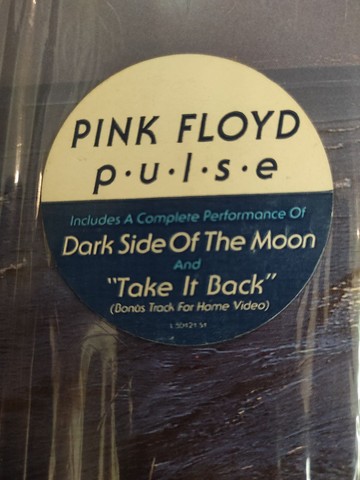 PINK FLOYD
p·u·l·s·e
Includes A Complete Performance Of
Dark Side Of The Moon
And
"Take It Back"
(Bonus Track For Home Video)